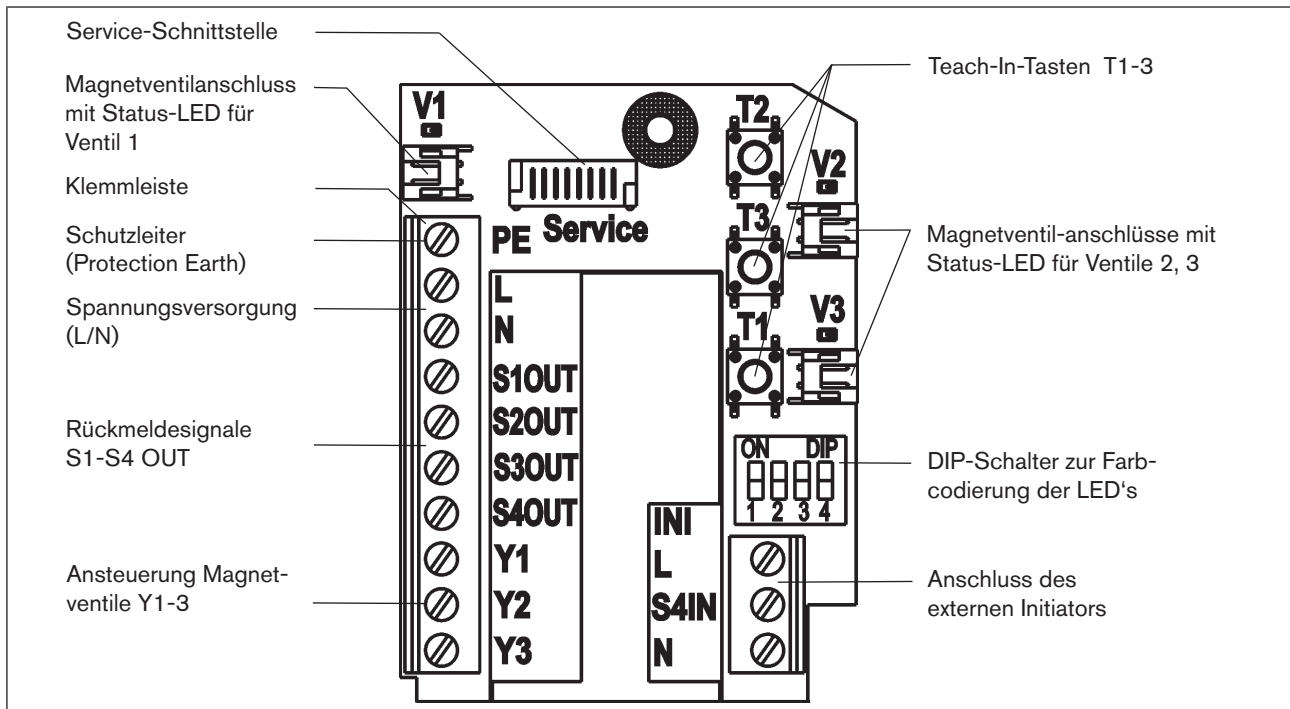 Service-Schnittstelle
Magnetventilanschluss
mit Status-LED für
Ventil 1
Klemmleiste
Schutzleiter
(Protection Earth)
Spannungsversorgung
(L/N)
Rückmeldesignale
S1-S4 OUT
Ansteuerung Magnet-
ventile Y1-3
V1
Service
PE
L
N
S1OUT
S2OUT
S3OUT
S4OUT
Y1
Y2
Y3
T2
V2
T3
V3
T1
ON DIP
1 2 3 4
INI
L
S4IN
N
Teach-In-Tasten T1-3
Magnetventil-anschlüsse mit
Status-LED für Ventile 2, 3
DIP-Schalter zur Farb-
codierung der LED‘s
Anschluss des
externen Initiators